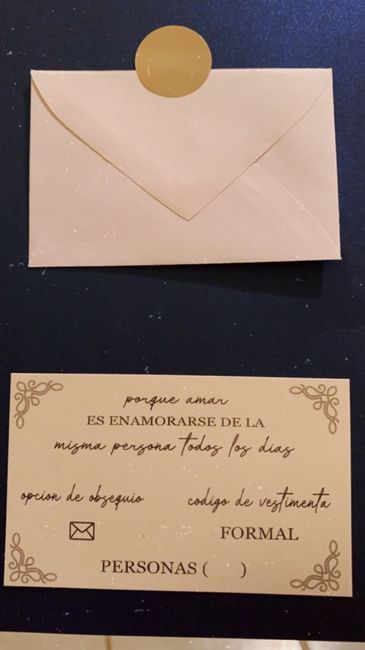 porque amar
ES ENAMORARSE DE LA
misma persona todos los dias
opcion de obsequio
codigo de vestimenta
FORMAL
PERSONAS ( )